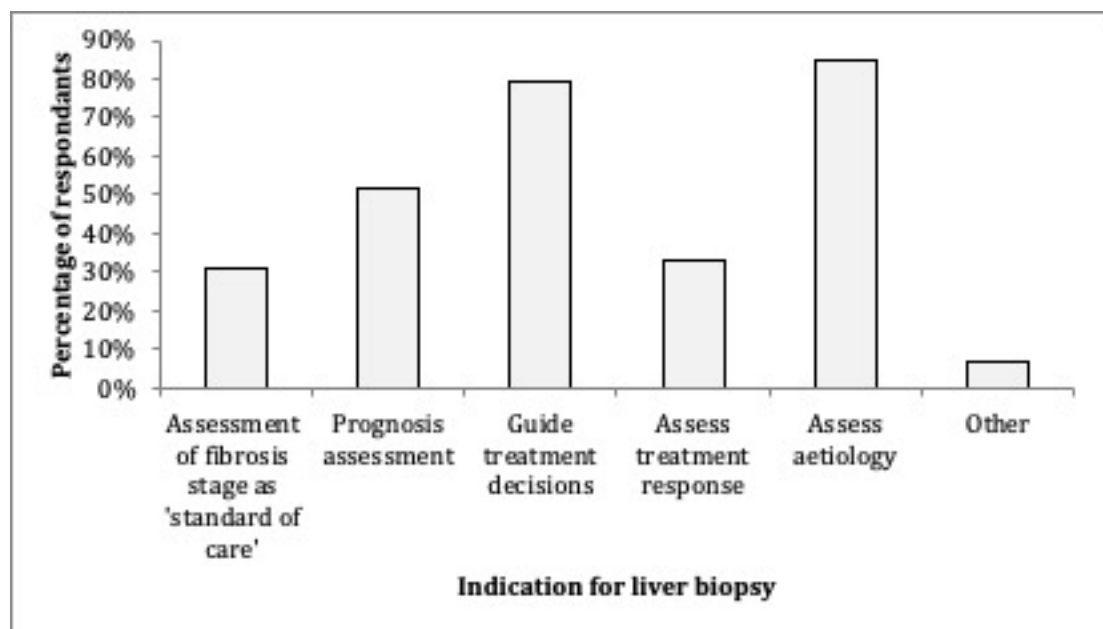 Percentage of respondants
90%
80%
70%
60%
50%
40%
30%
20%
10%
0%
Assessment
of fibrosis
stage as
'standard of
care'
Prognosis
assessment
Guide
treatment
decisions
Assess
treatment
response
Assess
aetiology
Other
Indication for liver biopsy